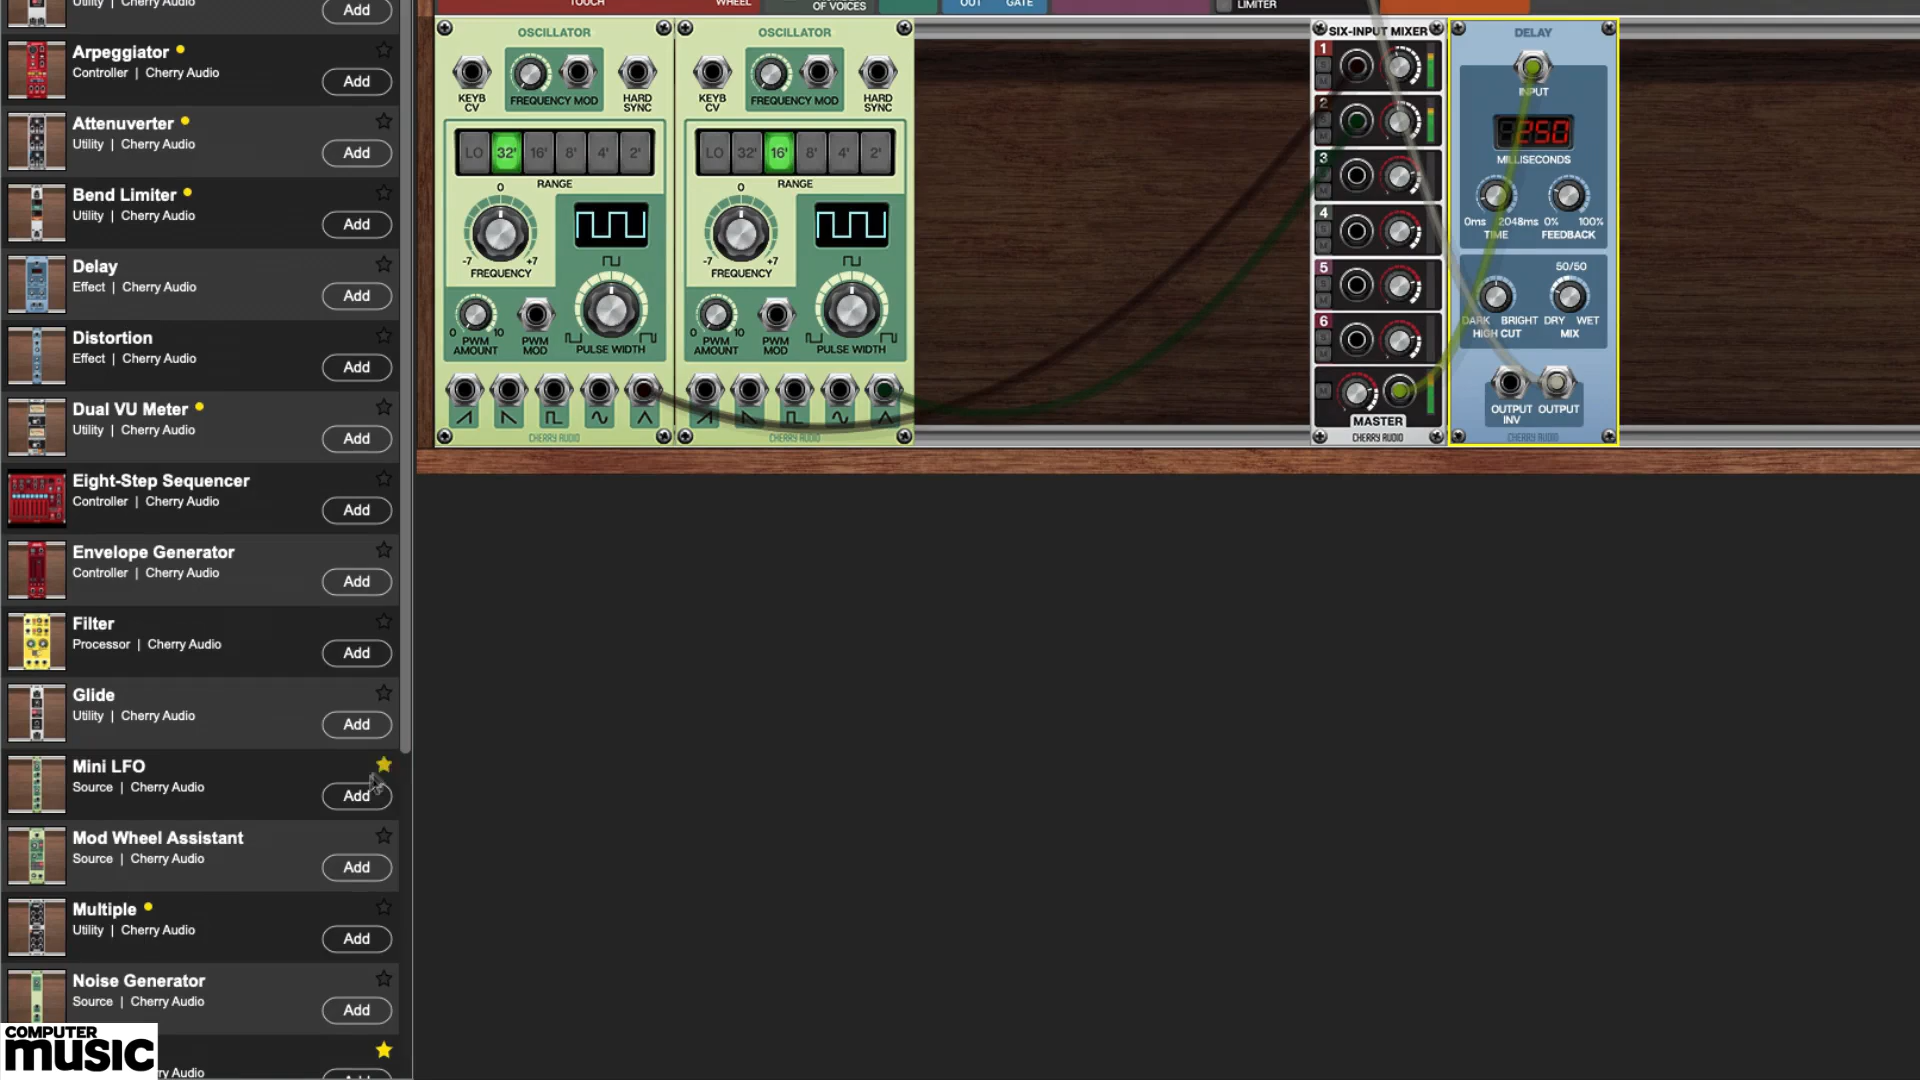 TOUCH
WHEEL
OF VOICES
OUT
GATE
LIMITER
Utility | Cherry Audio
Add
Arpeggiator
Controller | Cherry Audio
Add
Attenuverter
Utility | Cherry Audio
Add
Bend Limiter
Utility | Cherry Audio
Add
Delay
Effect | Cherry Audio
Add
Distortion
Effect | Cherry Audio
Add
Dual VU Meter
Utility | Cherry Audio
Add
Eight-Step Sequencer
Controller | Cherry Audio
Add
Envelope Generator
Controller | Cherry Audio
Add
Filter
Processor | Cherry Audio
Add
Glide
Utility | Cherry Audio
Add
Mini LFO
Source | Cherry Audio
Add
Mod Wheel Assistant
Source | Cherry Audio
Add
Multiple
Utility | Cherry Audio
Add
Noise Generator
Source | Cherry Audio
Add
COMPUTER
music
ry Audio
OSCILLATOR
KEYB CV
FREQUENCY MOD
HARD SYNC
LO 32' 16' 8' 4' 2'
RANGE
0
-7 +7
FREQUENCY
0 10
PWM AMOUNT
PWM MOD
PULSE WIDTH
CHERRY AUDIO
OSCILLATOR
KEYB CV
FREQUENCY MOD
HARD SYNC
LO 32' 16' 8' 4' 2'
RANGE
0
-7 +7
FREQUENCY
0 10
PWM AMOUNT
PWM MOD
PULSE WIDTH
CHERRY AUDIO
SIX-INPUT MIXER
1
S
M
2
S
M
3
S
M
4
S
M
5
S
M
6
S
M
M
MASTER
CHERRY AUDIO
DELAY
INPUT
250
MILLISECONDS
0ms 2048ms
TIME
0% 100%
FEEDBACK
50/50
DARK BRIGHT
HIGH CUT
DRY WET
MIX
OUTPUT INV
OUTPUT
CHERRY AUDIO